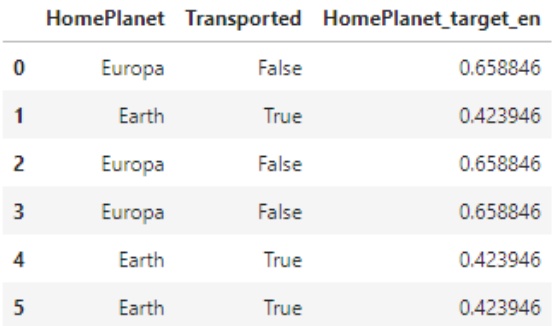 HomePlanet Transported HomePlanet_target_en
0 Europa False 0.658846
1 Earth True 0.423946
2 Europa False 0.658846
3 Europa False 0.658846
4 Earth True 0.423946
5 Earth True 0.423946